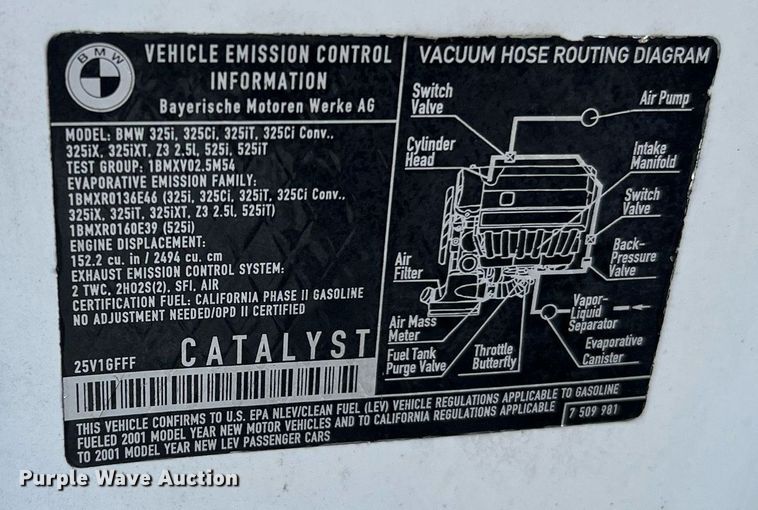 BMW
VEHICLE EMISSION CONTROL
INFORMATION
Bayerische Motoren Werke AG
MODEL: BMW 325i, 325Ci, 325iT, 325Ci Conv.,
325iX, 325iXT, Z3 2.5l, 525i, 525iT
TEST GROUP: 1BMXV02.5M54
EVAPORATIVE EMISSION FAMILY:
1BMXR0136E46 (325i, 325Ci, 325iT, 325Ci Conv.,
325iX, 325iT, 325iXT, Z3 2.5l, 525iT)
1BMXR0160E39 (525i)
ENGINE DISPLACEMENT:
152.2 cu. in / 2494 cu. cm
EXHAUST EMISSION CONTROL SYSTEM:
2 TWC, 2HO2S(2), SFI, AIR
CERTIFICATION FUEL: CALIFORNIA PHASE II GASOLINE
NO ADJUSTMENT NEEDED/OPD II CERTIFIED
25V1GFFF
CATALYST
VACUUM HOSE ROUTING DIAGRAM
Switch
Valve
Air Pump
Cylinder
Head
Intake
Manifold
Switch
Valve
Back-
Pressure
Valve
Air
Filter
Vapor-
Liquid
Separator
Air Mass
Meter
Evaporative
Canister
Fuel Tank
Purge Valve
Throttle
Butterfly
THIS VEHICLE CONFIRMS TO U.S. EPA NLEV/CLEAN FUEL (LEV) VEHICLE REGULATIONS APPLICABLE TO GASOLINE
FUELED 2001 MODEL YEAR NEW MOTOR VEHICLES AND TO CALIFORNIA REGULATIONS APPLICABLE
TO 2001 MODEL YEAR NEW LEV PASSENGER CARS
7 509 981
Purple Wave Auction